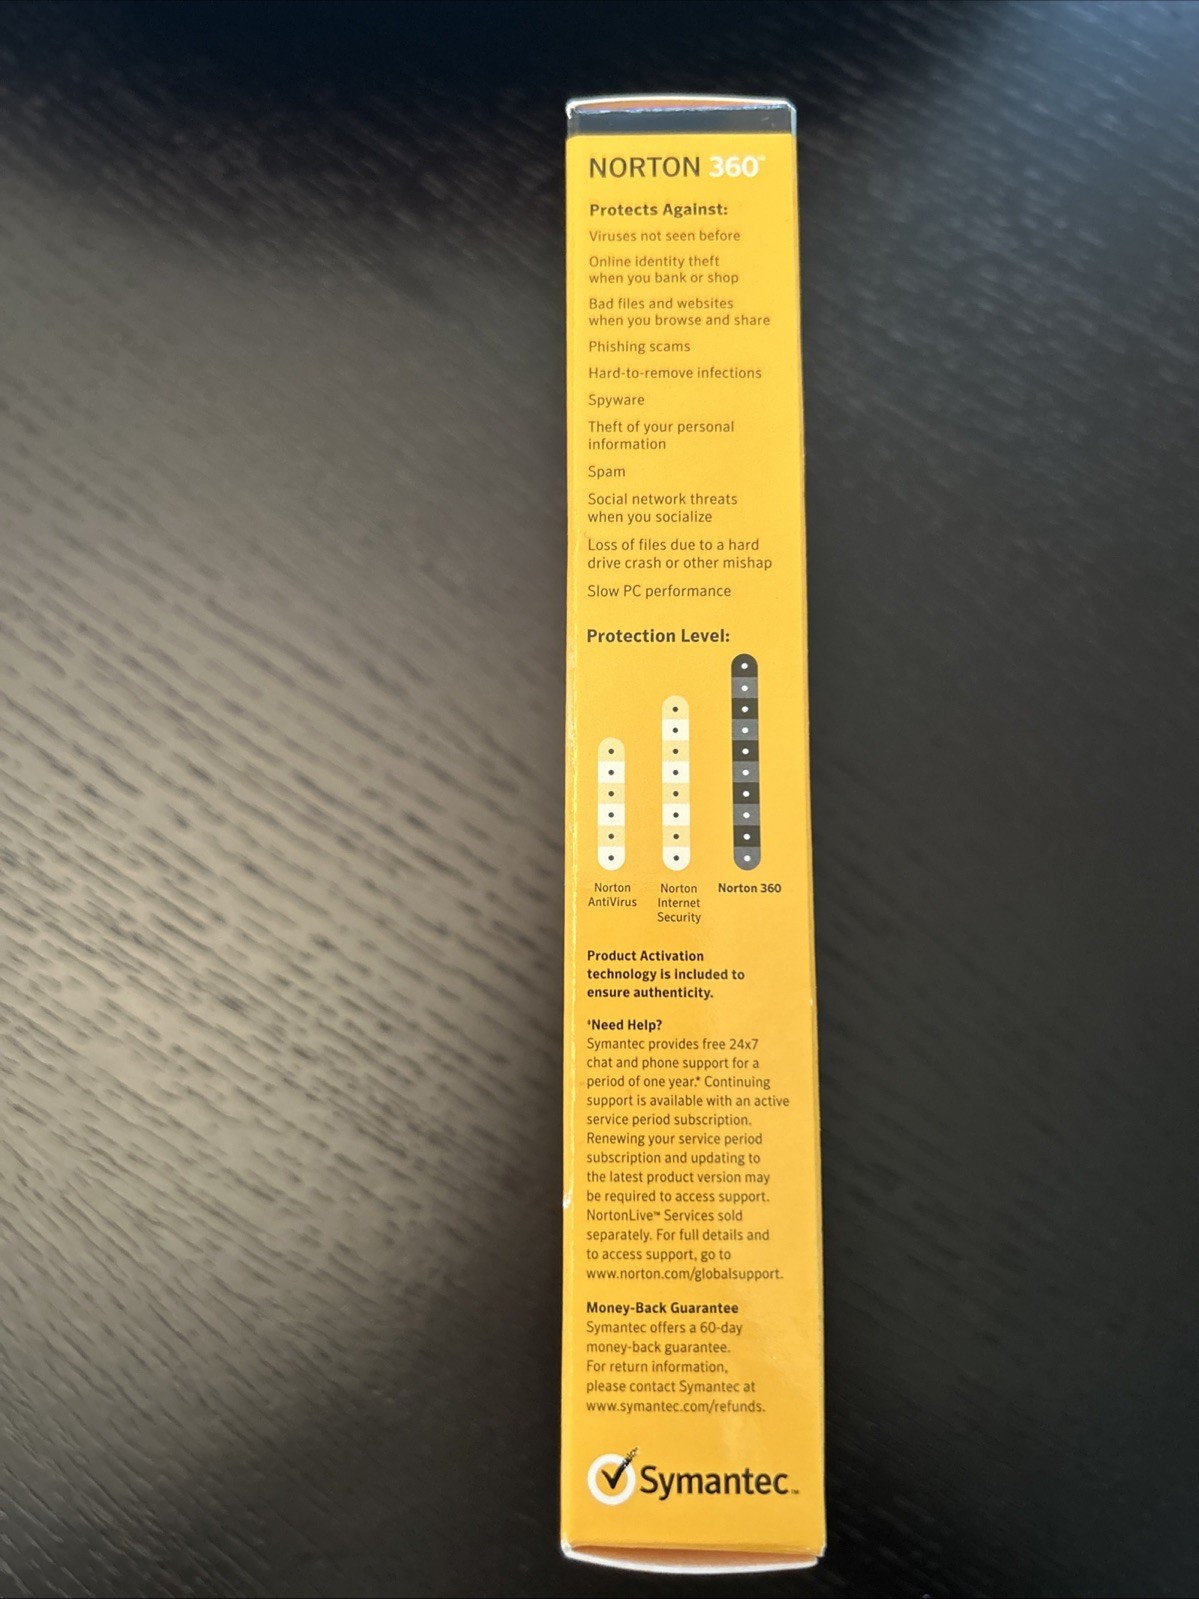 NORTON 360™
Protects Against:
Viruses not seen before
Online identity theft
when you bank or shop
Bad files and websites
when you browse and share
Phishing scams
Hard-to-remove infections
Spyware
Theft of your personal
information
Spam
Social network threats
when you socialize
Loss of files due to a hard
drive crash or other mishap
Slow PC performance
Protection Level:
Norton
AntiVirus
Norton
Internet
Security
Norton 360
Product Activation
technology is included to
ensure authenticity.
‡Need Help?
Symantec provides free 24x7
chat and phone support for a
period of one year.* Continuing
support is available with an active
service period subscription.
Renewing your service period
subscription and updating to
the latest product version may
be required to access support.
NortonLive™ Services sold
separately. For full details and
to access support, go to
www.norton.com/globalsupport.
Money-Back Guarantee
Symantec offers a 60-day
money-back guarantee.
For return information,
please contact Symantec at
www.symantec.com/refunds.
Symantec™